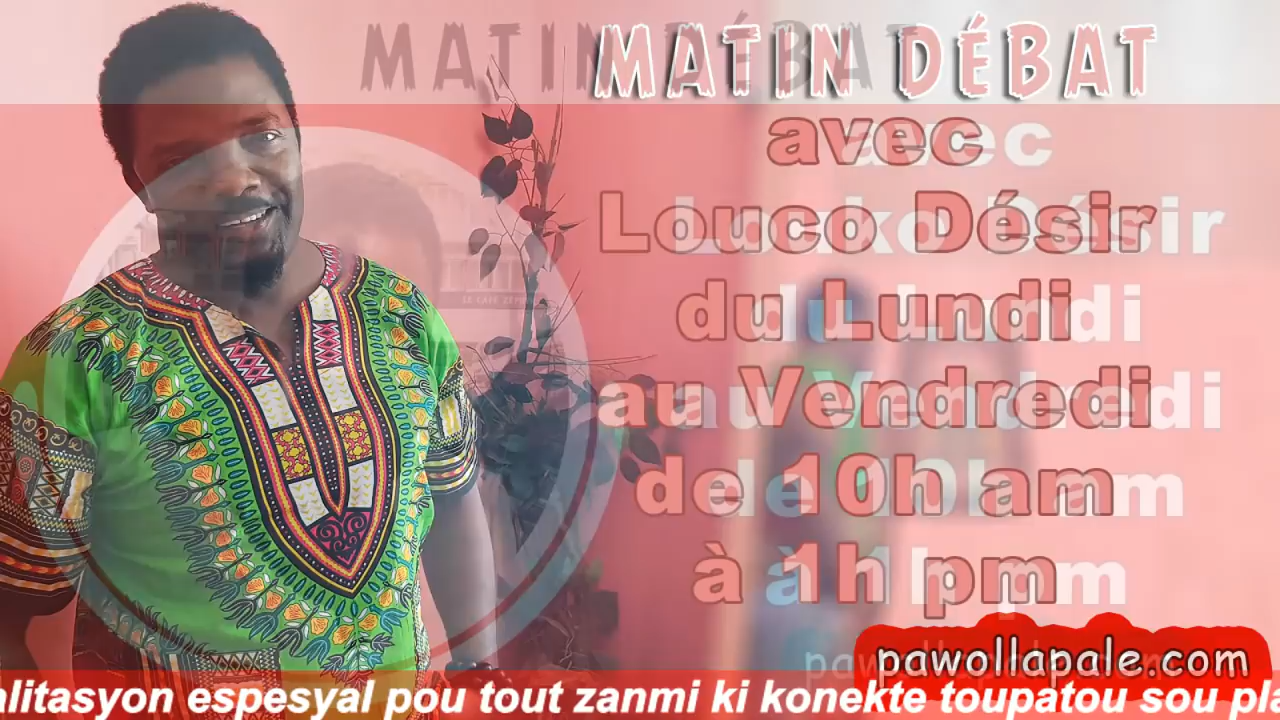 MATIN DÉBAT
avec
Louco Désir
du Lundi
au Vendredi
de 10h am
à 1h pm
pawollapale.com
alitasyon espesyal pou tout zanmi ki konekte toupatou sou pla